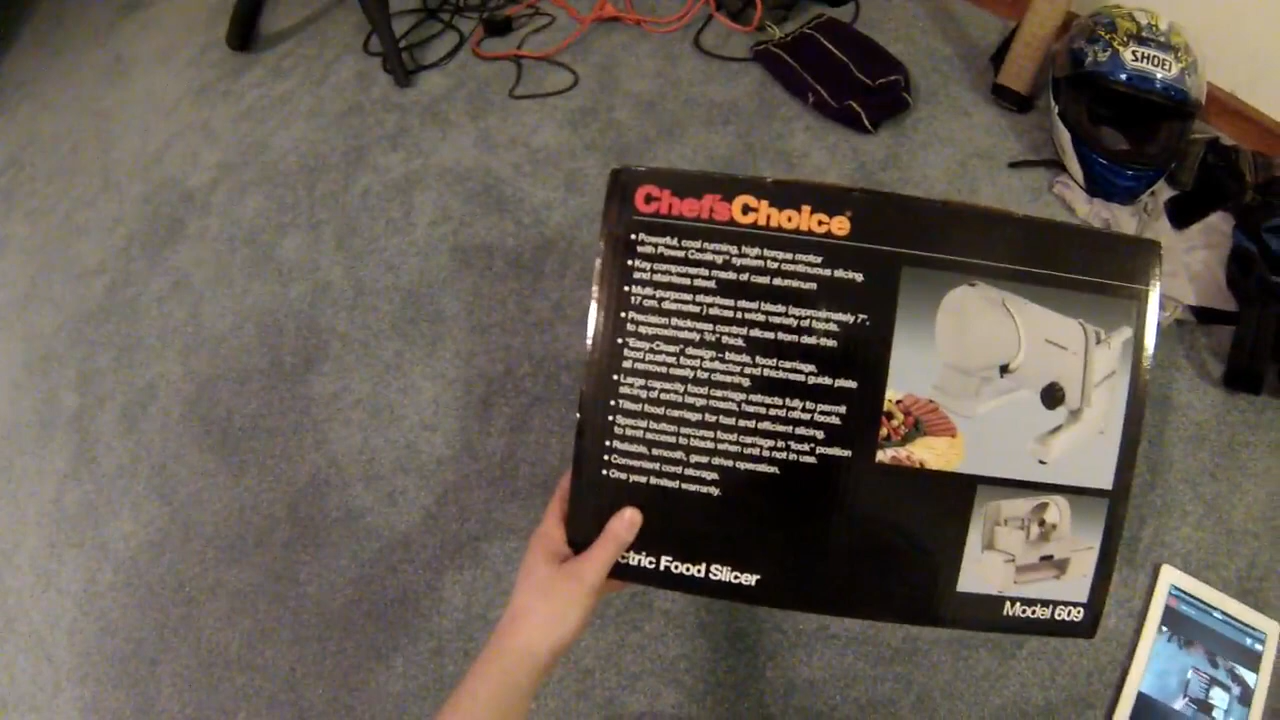 SHOEI
Chef'sChoice®
• Powerful, cool running, high torque motor
with Power Cooling™ system for continuous slicing.
• Key components made of cast aluminum
and stainless steel.
• Multi-purpose stainless steel blade (approximately 7",
17 cm. diameter) slices a wide variety of foods.
• Precision thickness control slices from deli-thin
to approximately ¾" thick.
• "Easy-Clean" design – blade, food carriage,
food pusher, food deflector and thickness guide plate
all remove easily for cleaning.
• Large capacity food carriage retracts fully to permit
slicing of extra large roasts, hams and other foods.
• Tilted food carriage for fast and efficient slicing.
• Special button secures food carriage in "lock" position
to limit access to blade when unit is not in use.
• Reliable, smooth, gear drive operation.
• Convenient cord storage.
• One year limited warranty.
ctric Food Slicer
Model 609